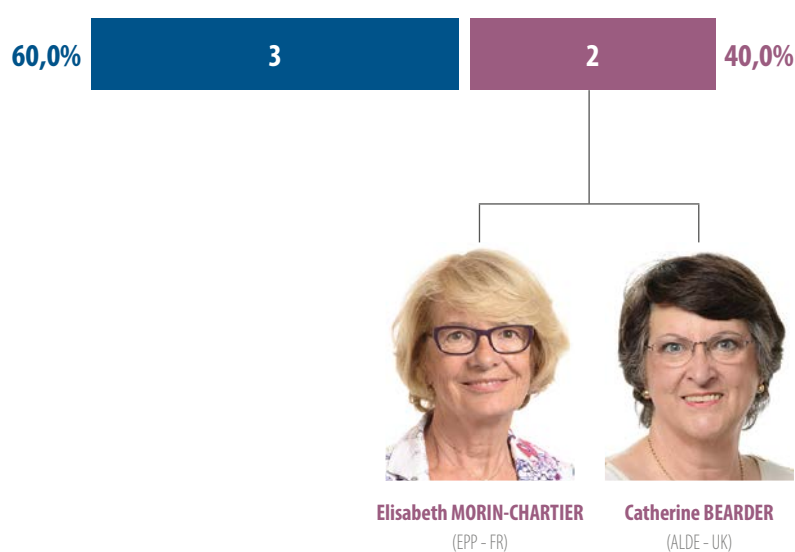 60,0% 3 2 40,0%
Elisabeth MORIN-CHARTIER Catherine BEARDER
(EPP - FR) (ALDE - UK)